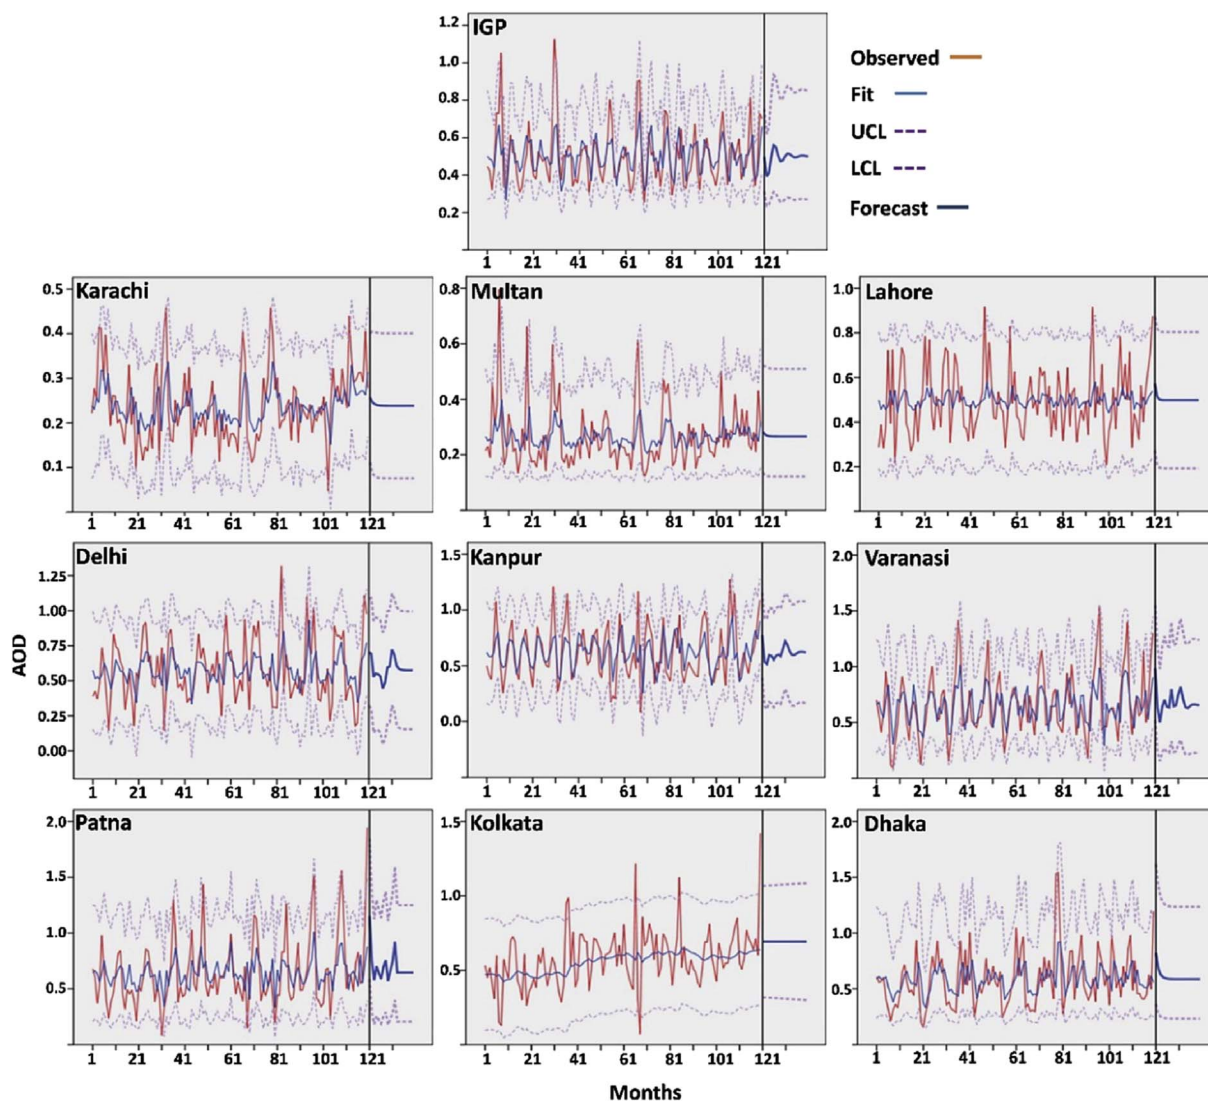 IGP
1.2
1.0
0.8
0.6
0.4
0.2
1 21 41 61 81 101 121
Observed
Fit
UCL
LCL
Forecast
Karachi
0.5
0.4
0.3
0.2
0.1
1 21 41 61 81 101 121
Multan
0.8
0.6
0.4
0.2
1 21 41 61 81 101 121
Lahore
1.0
0.8
0.6
0.4
0.2
1 21 41 61 81 101 121
AOD
Delhi
1.25
1.00
0.75
0.50
0.25
0.00
1 21 41 61 81 101 121
Kanpur
1.5
1.0
0.5
0.0
1 21 41 61 81 101 121
Varanasi
2.0
1.5
1.0
0.5
1 21 41 61 81 101 121
Patna
2.0
1.5
1.0
0.5
1 21 41 61 81 101 121
Kolkata
1.5
1.0
0.5
1 21 41 61 81 101 121
Dhaka
2.0
1.5
1.0
0.5
1 21 41 61 81 101 121
Months